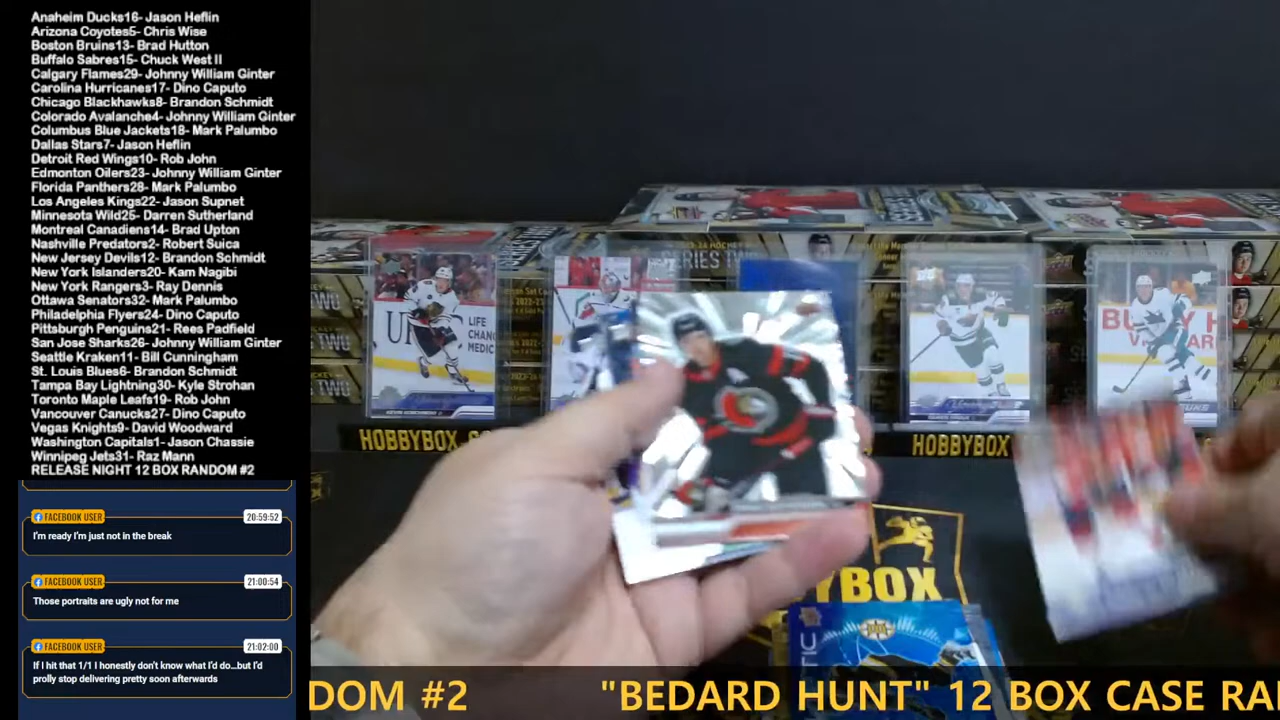 Anaheim Ducks16- Jason Heflin
Arizona Coyotes5- Chris Wise
Boston Bruins13- Brad Hutton
Buffalo Sabres15- Chuck West II
Calgary Flames29- Johnny William Ginter
Carolina Hurricanes17- Dino Caputo
Chicago Blackhawks8- Brandon Schmidt
Colorado Avalanche4- Johnny William Ginter
Columbus Blue Jackets18- Mark Palumbo
Dallas Stars7- Jason Heflin
Detroit Red Wings10- Rob John
Edmonton Oilers23- Johnny William Ginter
Florida Panthers28- Mark Palumbo
Los Angeles Kings22- Jason Supnet
Minnesota Wild25- Darren Sutherland
Montreal Canadiens14- Brad Upton
Nashville Predators2- Robert Suica
New Jersey Devils12- Brandon Schmidt
New York Islanders20- Kam Nagibi
New York Rangers3- Ray Dennis
Ottawa Senators32- Mark Palumbo
Philadelphia Flyers24- Dino Caputo
Pittsburgh Penguins21- Rees Padfield
San Jose Sharks26- Johnny William Ginter
Seattle Kraken11- Bill Cunningham
St. Louis Blues6- Brandon Schmidt
Tampa Bay Lightning30- Kyle Strohan
Toronto Maple Leafs19- Rob John
Vancouver Canucks27- Dino Caputo
Vegas Knights9- David Woodward
Washington Capitals1- Jason Chassie
Winnipeg Jets31- Raz Mann
RELEASE NIGHT 12 BOX RANDOM #2
FACEBOOK USER 20:59:52
I'm ready I'm just not in the break
FACEBOOK USER 21:00:54
Those portraits are ugly not for me
FACEBOOK USER 21:02:00
If I hit that 1/1 I honestly don't know what I'd do...but I'd
prolly stop delivering pretty soon afterwards
SERIES TWO
LIFE
CHANG
MEDIC
HOBBYBOX
HOBBYBOX
YBOX
DOM #2 "BEDARD HUNT" 12 BOX CASE RA